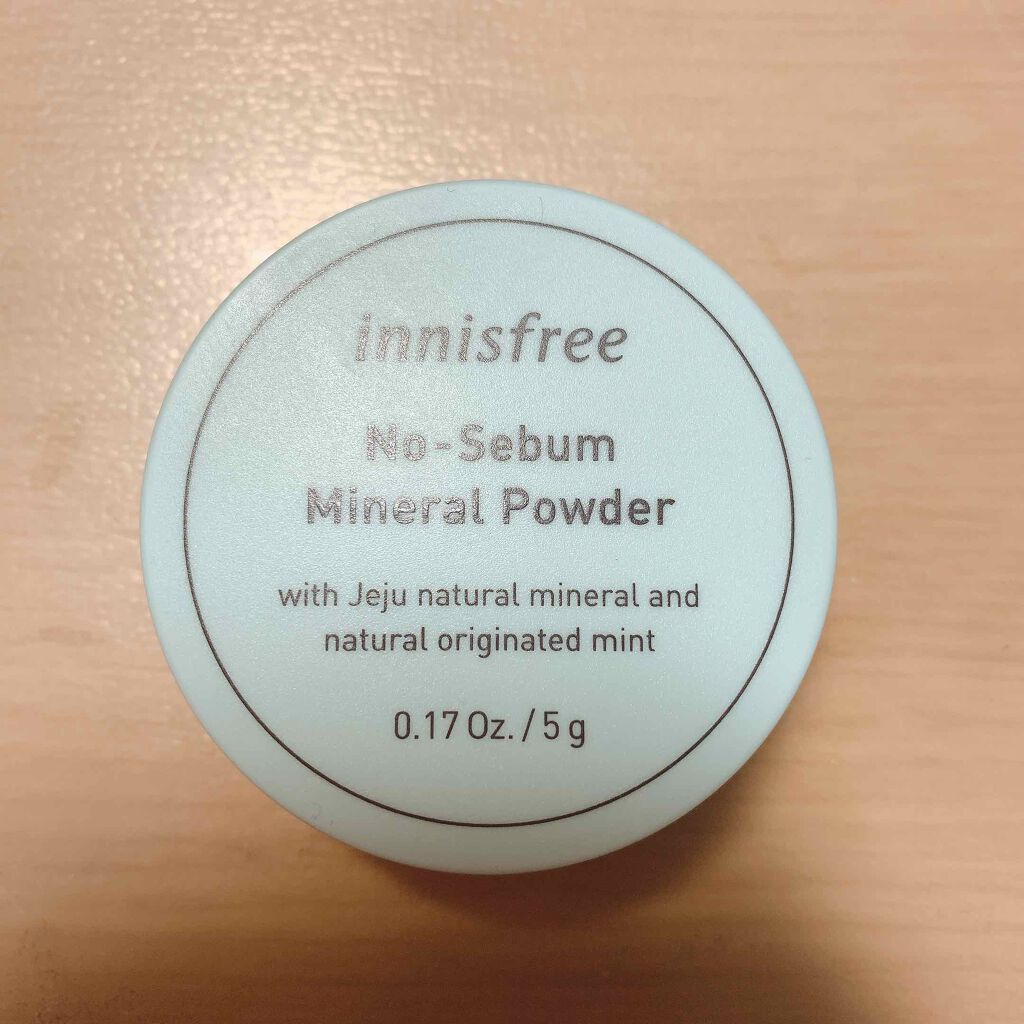 innisfree
No-Sebum
Mineral Powder
with Jeju natural mineral and
natural originated mint
0.17 Oz. / 5 g